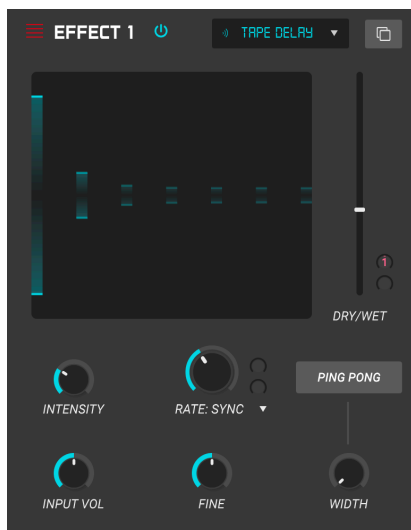 EFFECT 1
TAPE DELAY
1
DRY/WET
INTENSITY
RATE: SYNC
PING PONG
INPUT VOL
FINE
WIDTH